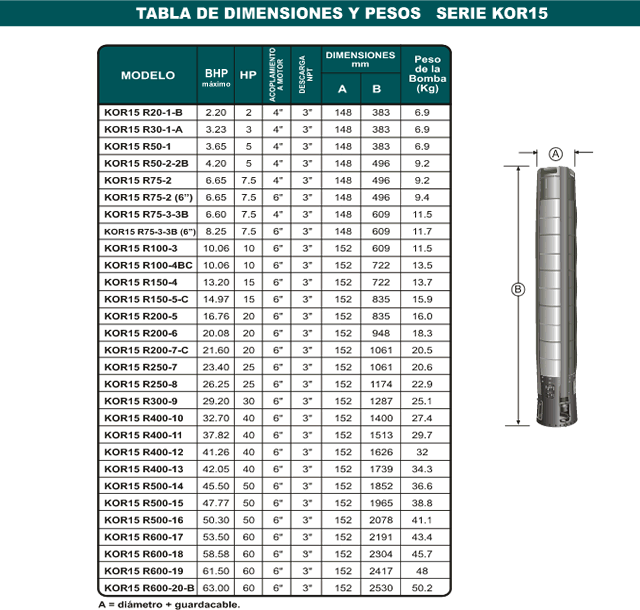 TABLA DE DIMENSIONES Y PESOS SERIE KOR15
MODELO BHP máximo HP ACOPLAMIENTO A MOTOR DESCARGA NPT DIMENSIONES mm A B Peso de la Bomba (Kg)
KOR15 R20-1-B 2.20 2 4" 3" 148 383 6.9
KOR15 R30-1-A 3.23 3 4" 3" 148 383 6.9
KOR15 R50-1 3.65 5 4" 3" 148 383 6.9
KOR15 R50-2-2B 4.20 5 4" 3" 148 496 9.2
KOR15 R75-2 6.65 7.5 4" 3" 148 496 9.2
KOR15 R75-2 (6") 6.65 7.5 6" 3" 148 496 9.4
KOR15 R75-3-3B 6.60 7.5 4" 3" 148 609 11.5
KOR15 R75-3-3B (6") 8.25 7.5 6" 3" 148 609 11.7
KOR15 R100-3 10.06 10 6" 3" 152 609 11.5
KOR15 R100-4BC 10.06 10 6" 3" 152 722 13.5
KOR15 R150-4 13.20 15 6" 3" 152 722 13.7
KOR15 R150-5-C 14.97 15 6" 3" 152 835 15.9
KOR15 R200-5 16.76 20 6" 3" 152 835 16.0
KOR15 R200-6 20.08 20 6" 3" 152 948 18.3
KOR15 R200-7-C 21.60 20 6" 3" 152 1061 20.5
KOR15 R250-7 23.40 25 6" 3" 152 1061 20.6
KOR15 R250-8 26.25 25 6" 3" 152 1174 22.9
KOR15 R300-9 29.20 30 6" 3" 152 1287 25.1
KOR15 R400-10 32.70 40 6" 3" 152 1400 27.4
KOR15 R400-11 37.82 40 6" 3" 152 1513 29.7
KOR15 R400-12 41.26 40 6" 3" 152 1626 32
KOR15 R400-13 42.05 40 6" 3" 152 1739 34.3
KOR15 R500-14 45.50 50 6" 3" 152 1852 36.6
KOR15 R500-15 47.77 50 6" 3" 152 1965 38.8
KOR15 R500-16 50.30 50 6" 3" 152 2078 41.1
KOR15 R600-17 53.50 60 6" 3" 152 2191 43.4
KOR15 R600-18 58.58 60 6" 3" 152 2304 45.7
KOR15 R600-19 61.50 60 6" 3" 152 2417 48
KOR15 R600-20-B 63.00 60 6" 3" 152 2530 50.2
A = diámetro + guardacable.
A
B